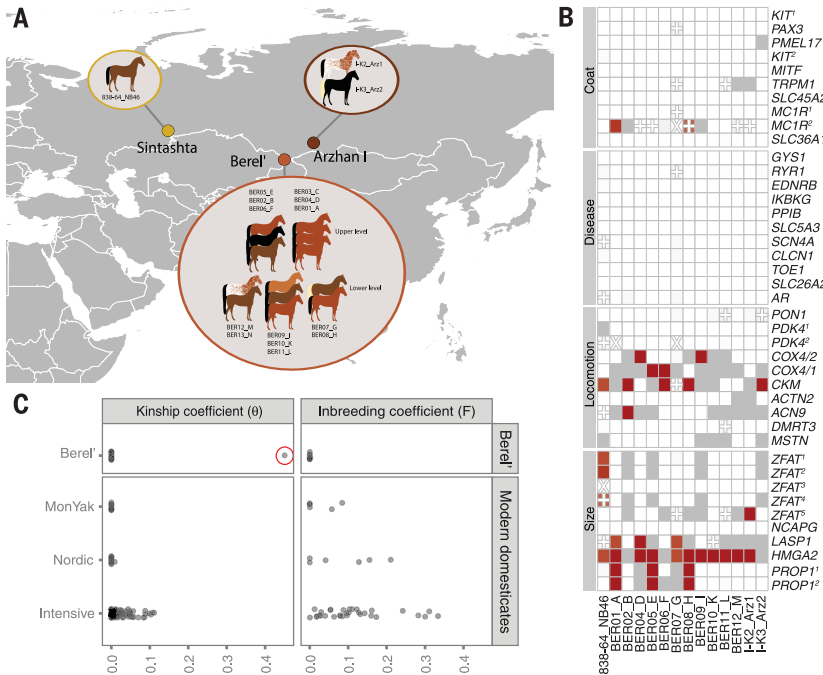 A
838-64_NB46
I-K2_Arz1
I-K3_Arz2
Sintashta
Berel'
Arzhan I
BER05_E
BER02_B
BER06_F
BER03_C
BER04_D
BER01_A
Upper level
Lower level
BER12_M
BER13_N
BER09_I
BER10_K
BER11_L
BER07_G
BER08_H
B
Coat
KIT¹
PAX3
PMEL17
KIT²
MITF
TRPM1
SLC45A2
MC1R¹
MC1R²
SLC36A1
Disease
GYS1
RYR1
EDNRB
IKBKG
PPIB
SLC5A3
SCN4A
CLCN1
TOE1
SLC26A2
AR
Locomotion
PON1
PDK4¹
PDK4²
COX4/2
COX4/1
CKM
ACTN2
ACN9
DMRT3
MSTN
Size
ZFAT¹
ZFAT²
ZFAT³
ZFAT⁴
ZFAT⁵
NCAPG
LASP1
HMGA2
PROP1¹
PROP1²
838-64_NB46
BER01_A
BER02_B
BER04_D
BER05_E
BER06_F
BER07_G
BER08_H
BER09_I
BER10_K
BER11_L
BER12_M
I-K2_Arz1
I-K3_Arz2
C
Kinship coefficient (θ)
Inbreeding coefficient (F)
Berel'
Berel'
MonYak
Nordic
Intensive
Modern domesticates
0.0
0.1
0.2
0.3
0.4
0.0
0.1
0.2
0.3
0.4